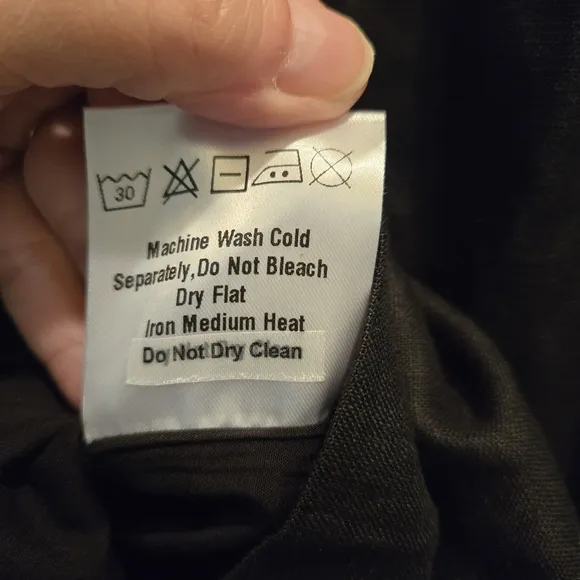 30
Machine Wash Cold
Separately,Do Not Bleach
Dry Flat
Iron Medium Heat
Do Not Dry Clean